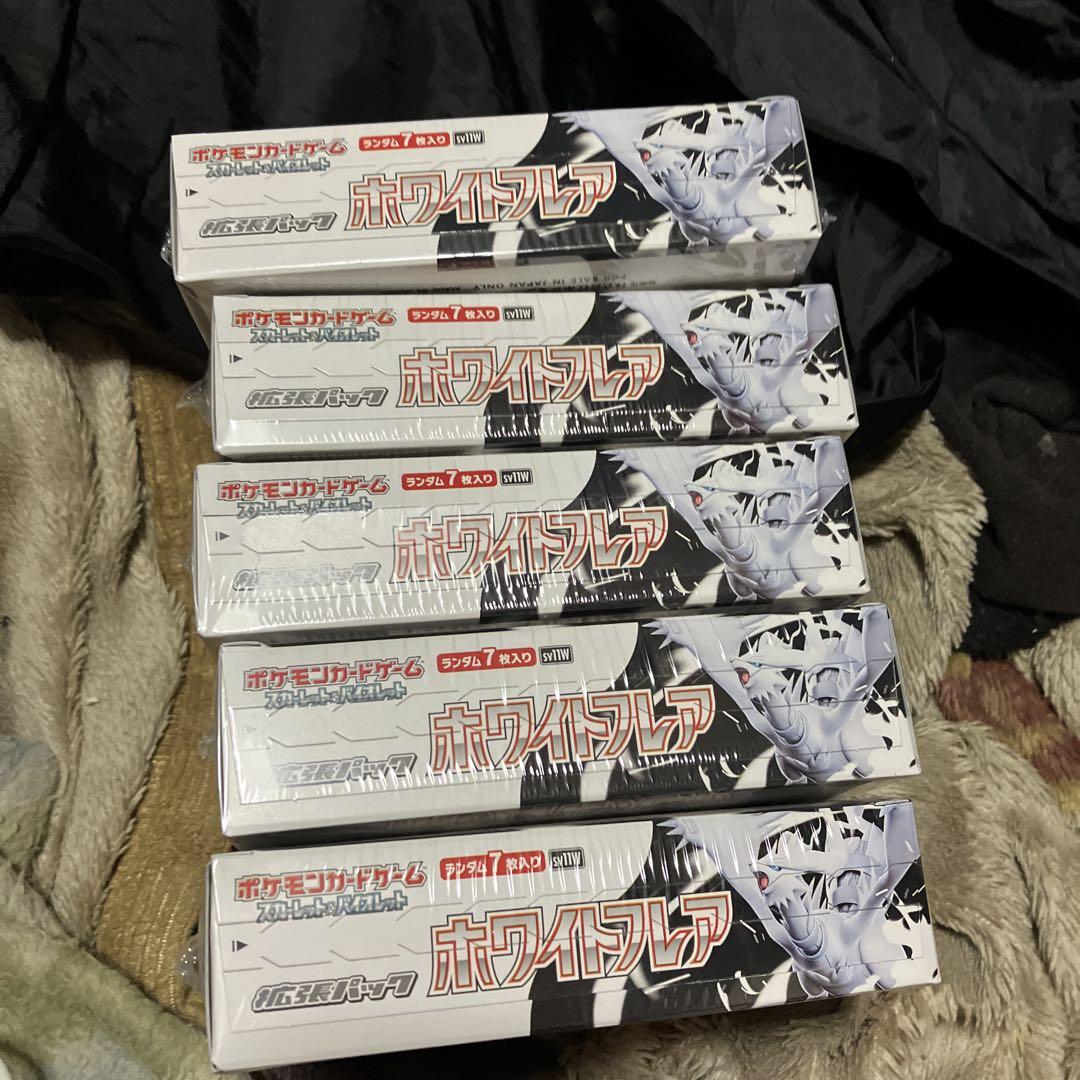 ポケモンカードゲーム
スカーレット&バイオレット
ランダム7枚入り sv11W
ホワイトフレア
拡張パック
FOR SALE IN JAPAN ONLY
ポケモンカードゲーム
スカーレット&バイオレット
ランダム7枚入り sv11W
ホワイトフレア
拡張パック
ポケモンカードゲーム
スカーレット&バイオレット
ランダム7枚入り sv11W
ホワイトフレア
拡張パック
ポケモンカードゲーム
スカーレット&バイオレット
ランダム7枚入り sv11W
ホワイトフレア
拡張パック
ポケモンカードゲーム
スカーレット&バイオレット
ランダム7枚入り sv11W
ホワイトフレア
拡張パック